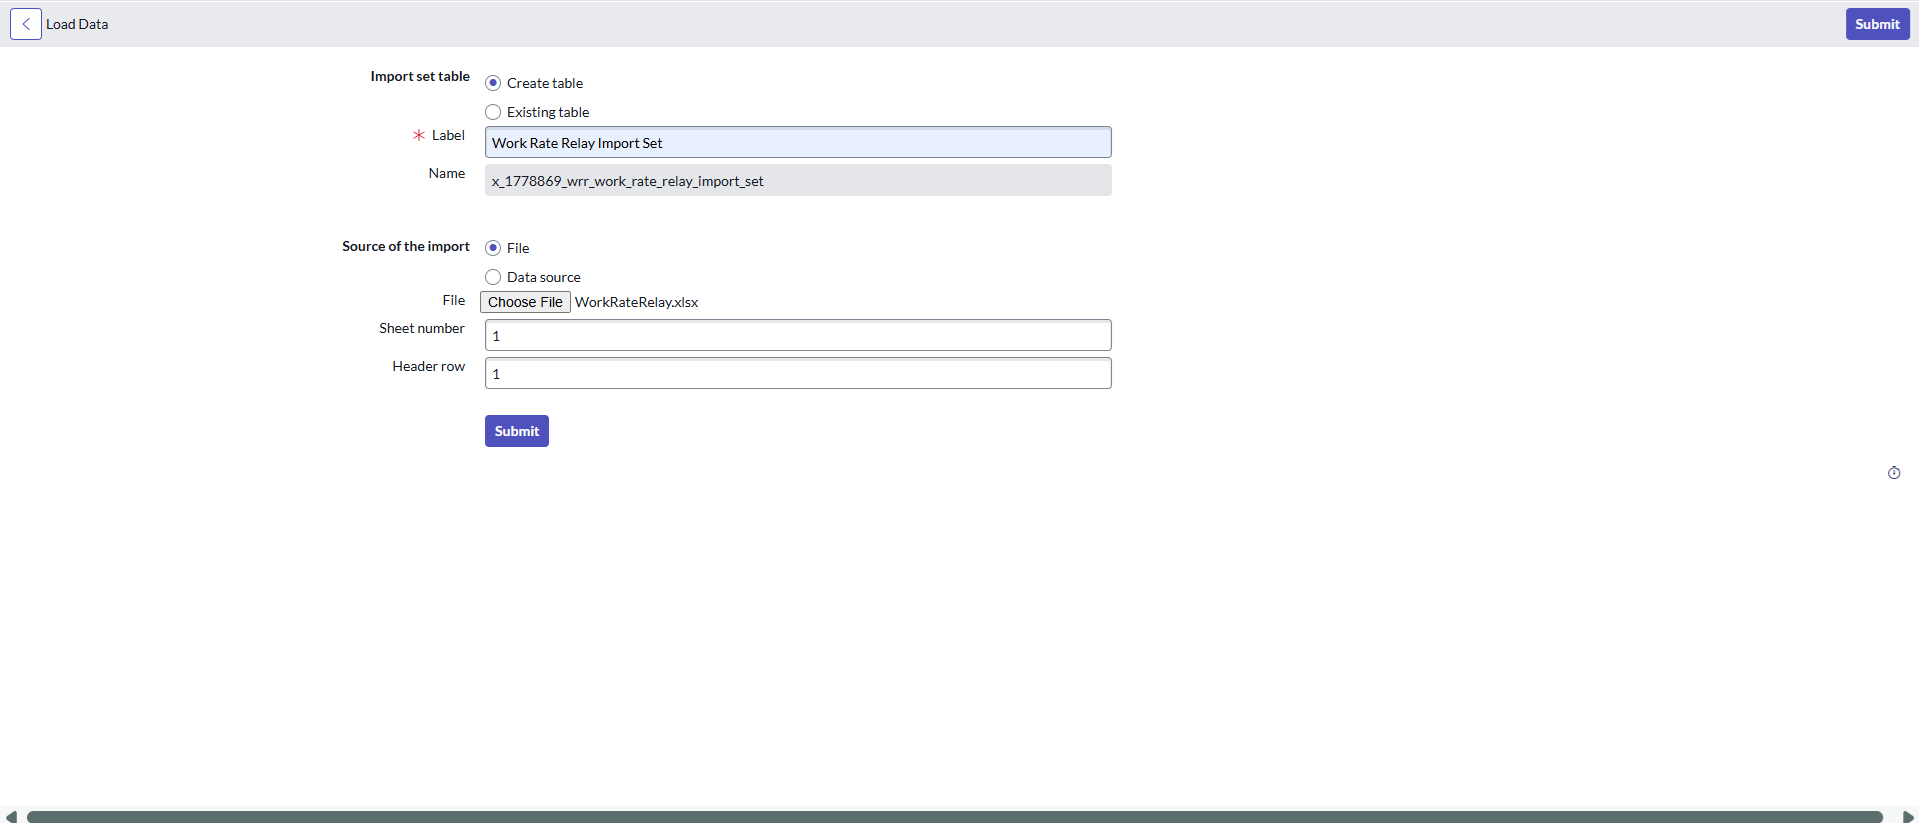 Load Data
Submit
Import set table
Create table
Existing table
Label
Work Rate Relay Import Set
Name
x_1778869_wrr_work_rate_relay_import_set
Source of the import
File
Data source
File
Choose File WorkRateRelay.xlsx
Sheet number
1
Header row
1
Submit